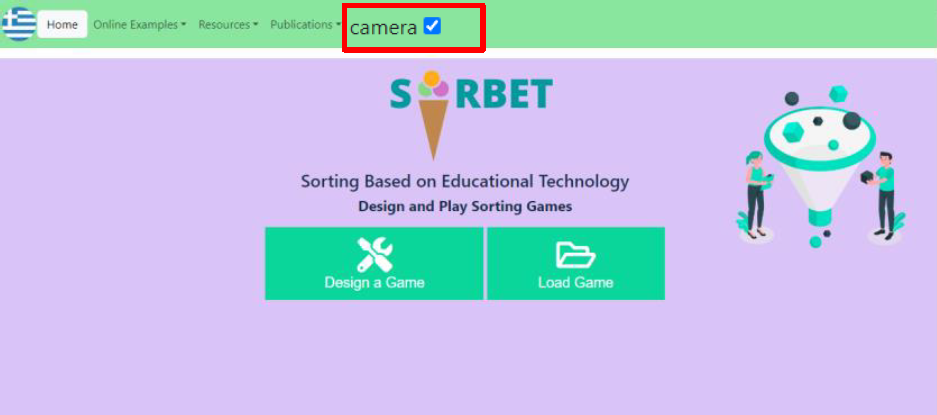 Home Online Examples Resources Publications camera
SORBET
Sorting Based on Educational Technology
Design and Play Sorting Games
Design a Game Load Game